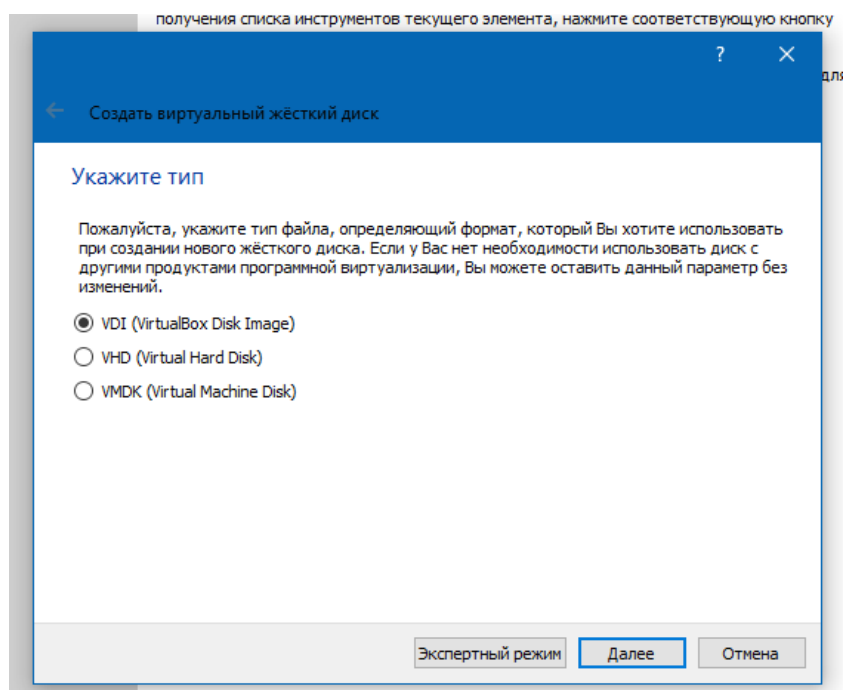 получения списка инструментов текущего элемента, нажмите соответствующую кнопку
?
для
Создать виртуальный жёсткий диск
Укажите тип
Пожалуйста, укажите тип файла, определяющий формат, который Вы хотите использовать
при создании нового жёсткого диска. Если у Вас нет необходимости использовать диск с
другими продуктами программной виртуализации, Вы можете оставить данный параметр без
изменений.
VDI (VirtualBox Disk Image)
VHD (Virtual Hard Disk)
VMDK (Virtual Machine Disk)
Экспертный режим Далее Отмена